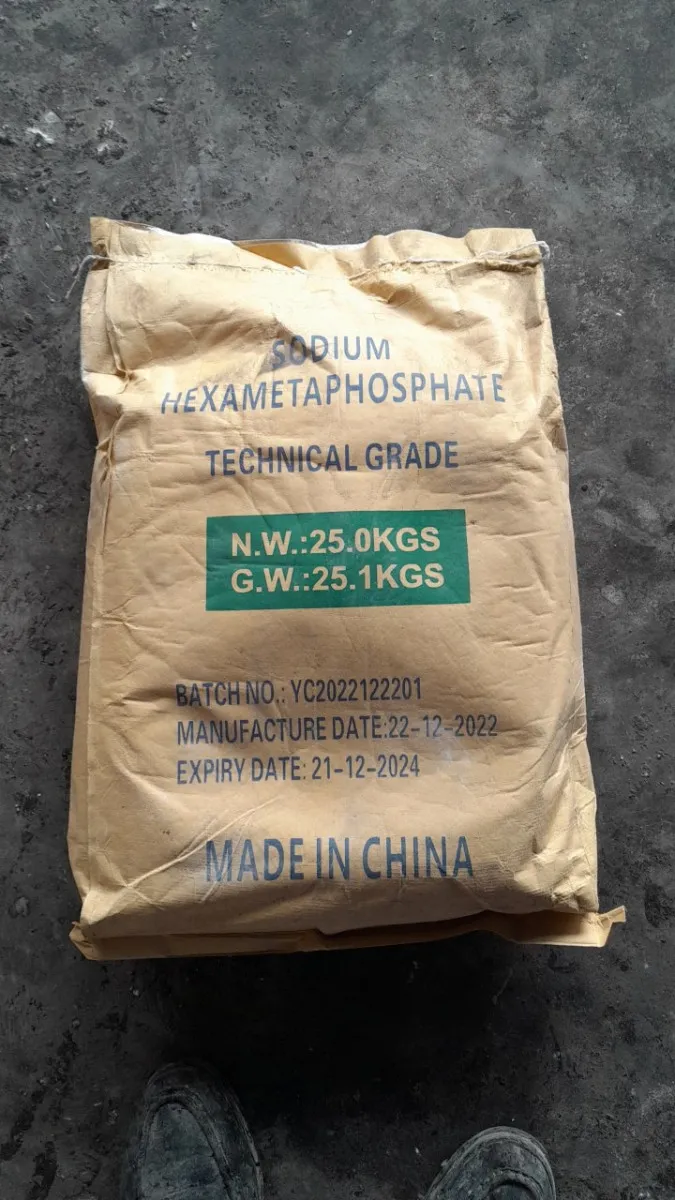 SODIUM
HEXAMETAPHOSPHATE
TECHNICAL GRADE
N.W.:25.0KGS
G.W.:25.1KGS
BATCH NO.: YC2022122201
MANUFACTURE DATE:22-12-2022
EXPIRY DATE: 21-12-2024
MADE IN CHINA